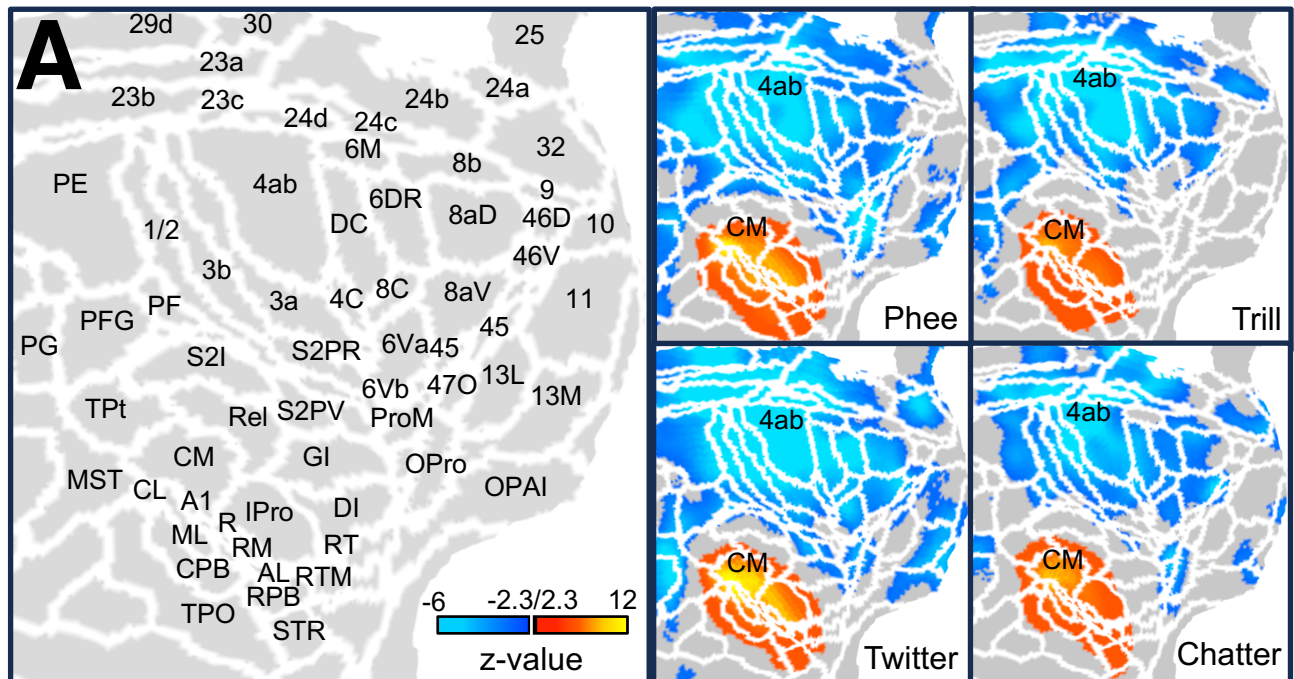 A
29d 30 25
23a
23b 23c 24d 24c 24b 24a
6M 8b 32
PE 4ab 6DR 9
1/2 DC 8aD 46D 10
46V
3b 3a 4C 8C 8aV 11
PFG PF
PG S2I S2PR 6Va 45 45
6Vb 47O 13L 13M
TPt Rel S2PV ProM
CM GI OPro
MST CL OPAI
A1 IPro DI
R
ML RM RT
CPB AL RTM
RPB
TPO STR
-6 -2.3/2.3 12
z-value
4ab
CM
Phee
4ab
CM
Trill
4ab
CM
Twitter
4ab
CM
Chatter